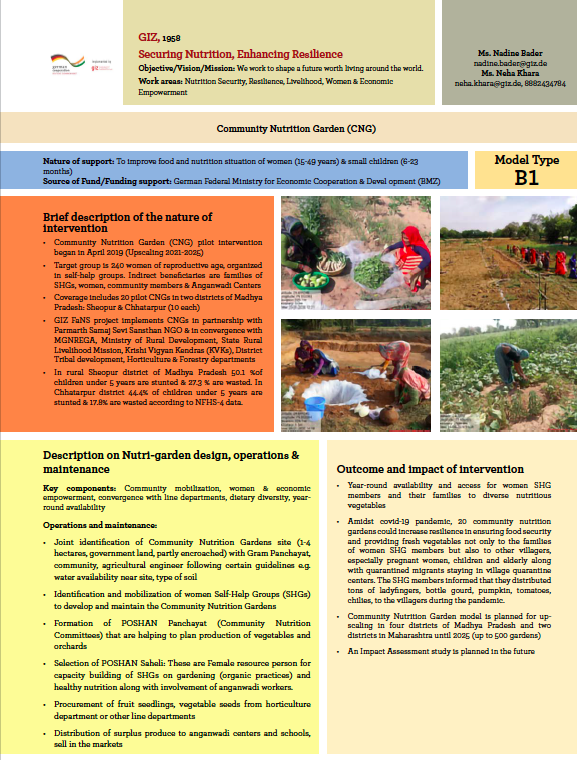 GIZ, 1958
Securing Nutrition, Enhancing Resilience
Objective/Vision/Mission: We work to shape a future worth living around the world.
Work areas: Nutrition Security, Resilience, Livelihood, Women & Economic
Empowerment
Ms. Nadine Bader
nadine.bader@giz.de
Ms. Neha Khara
neha.khara@giz.de, 8882434784
Community Nutrition Garden (CNG)
Nature of support: To improve food and nutrition situation of women (15-49 years) & small children (6-23
months)
Source of Fund/Funding support: German Federal Ministry for Economic Cooperation & Devel opment (BMZ)
Model Type
B1
Brief description of the nature of
intervention
• Community Nutrition Garden (CNG) pilot intervention
began in April 2019 (Upscaling 2021-2025)
• Target group is 240 women of reproductive age, organized
in self-help groups. Indirect beneficiaries are families of
SHGs, women, community members & Anganwadi Centers
• Coverage includes 20 pilot CNGs in two districts of Madhya
Pradesh: Sheopur & Chhatarpur (10 each)
• GIZ FaNS project implements CNGs in partnership with
Parmarth Samaj Sevi Sansthan NGO & in convergence with
MGNREGA, Ministry of Rural Development, State Rural
Livelihood Mission, Krishi Vigyan Kendras (KVKs), District
Tribal development, Horticulture & Forestry departments
• In rural Sheopur district of Madhya Pradesh 50.1 %of
children under 5 years are stunted & 27.3 % are wasted. In
Chhatarpur district 44.4% of children under 5 years are
stunted & 17.8% are wasted according to NFHS-4 data.
Description on Nutri-garden design, operations &
maintenance
Key components: Community mobilization, women & economic
empowerment, convergence with line departments, dietary diversity, year-
round availability
Operations and maintenance:
• Joint identification of Community Nutrition Gardens site (1-4
hectares, government land, partly encroached) with Gram Panchayat,
community, agricultural engineer following certain guidelines e.g.
water availability near site, type of soil
• Identification and mobilization of women Self-Help Groups (SHGs)
to develop and maintain the Community Nutrition Gardens
• Formation of POSHAN Panchayat (Community Nutrition
Committees) that are helping to plan production of vegetables and
orchards
• Selection of POSHAN Saheli: These are Female resource person for
capacity building of SHGs on gardening (organic practices) and
healthy nutrition along with involvement of anganwadi workers.
• Procurement of fruit seedlings, vegetable seeds from horticulture
department or other line departments
• Distribution of surplus produce to anganwadi centers and schools,
sell in the markets
Outcome and impact of intervention
• Year-round availability and access for women SHG
members and their families to diverse nutritious
vegetables
• Amidst covid-19 pandemic, 20 community nutrition
gardens could increase resilience in ensuring food security
and providing fresh vegetables not only to the families
of women SHG members but also to other villagers,
especially pregnant women, children and elderly along
with quarantined migrants staying in village quarantine
centers. The SHG members informed that they distributed
tons of ladyfingers, bottle gourd, pumpkin, tomatoes,
chilies, to the villagers during the pandemic.
• Community Nutrition Garden model is planned for up-
scaling in four districts of Madhya Pradesh and two
districts in Maharashtra until 2025 (up to 500 gardens)
• An Impact Assessment study is planned in the future